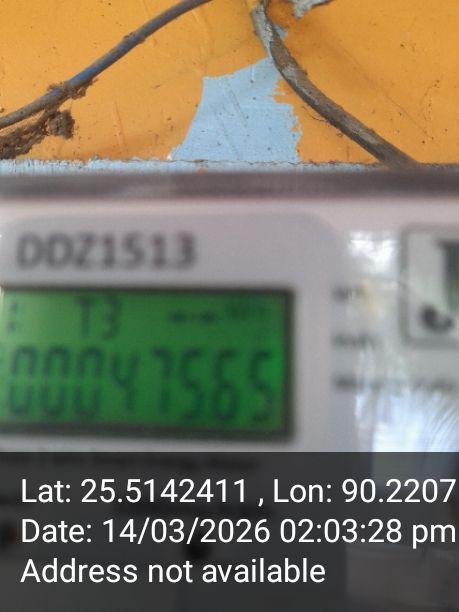 DDZ1513
T3
000047565
Lat: 25.5142411 , Lon: 90.2207
Date: 14/03/2026 02:03:28 pm
Address not available